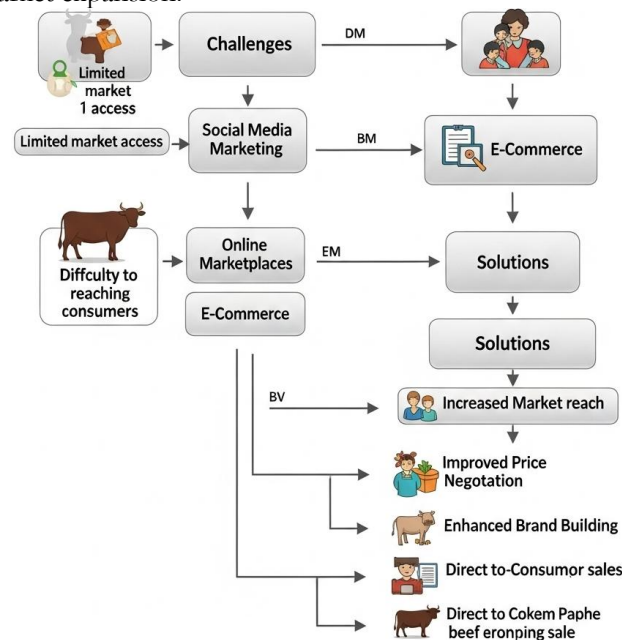 market expansion.
Challenges
DM
Limited
market
1 access
Limited market access
Social Media
Marketing
BM
E-Commerce
Diffculty to
reaching
consumers
Online
Marketplaces
EM
Solutions
E-Commerce
Solutions
BV
Increased Market reach
Improved Price
Negotation
Enhanced Brand Building
Direct to-Consumor sales
Direct to Cokem Paphe
beef eronping sale